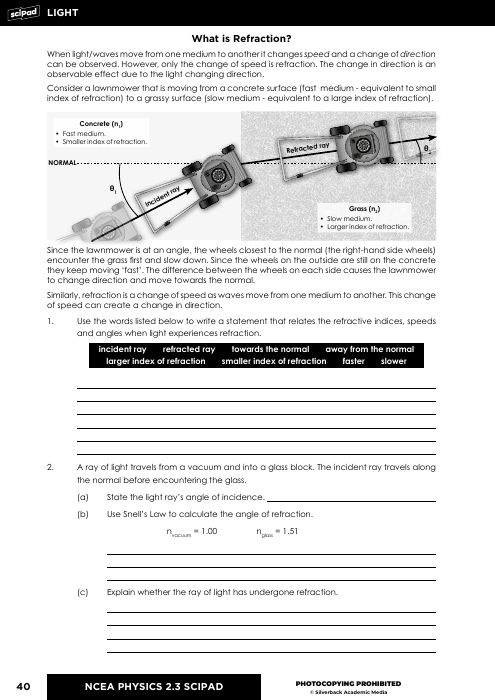 scipad LIGHT
What is Refraction?
When light/waves move from one medium to another it changes speed and a change of direction
can be observed. However, only the change of speed is refraction. The change in direction is an
observable effect due to the light changing direction.
Consider a lawnmower that is moving from a concrete surface (fast medium - equivalent to small
index of refraction) to a grassy surface (slow medium - equivalent to a large index of refraction).
Concrete (n₁)
• Fast medium.
• Smaller index of refraction.
NORMAL
θ₁
Incident ray
Refracted ray
θ₂
Grass (n₂)
• Slow medium.
• Larger index of refraction.
Since the lawnmower is at an angle, the wheels closest to the normal (the right-hand side wheels)
encounter the grass first and slow down. Since the wheels on the outside are still on the concrete
they keep moving ‘fast’. The difference between the wheels on each side causes the lawnmower
to change direction and move towards the normal.
Similarly, refraction is a change of speed as waves move from one medium to another. This change
of speed can create a change in direction.
1. Use the words listed below to write a statement that relates the refractive indices, speeds
and angles when light experiences refraction.
incident ray refracted ray towards the normal away from the normal
larger index of refraction smaller index of refraction faster slower
2. A ray of light travels from a vacuum and into a glass block. The incident ray travels along
the normal before encountering the glass.
(a) State the light ray’s angle of incidence.
(b) Use Snell’s Law to calculate the angle of refraction.
n vacuum = 1.00 n glass = 1.51
(c) Explain whether the ray of light has undergone refraction.
40 NCEA PHYSICS 2.3 SCIPAD PHOTOCOPYING PROHIBITED
© Silverback Academic Media